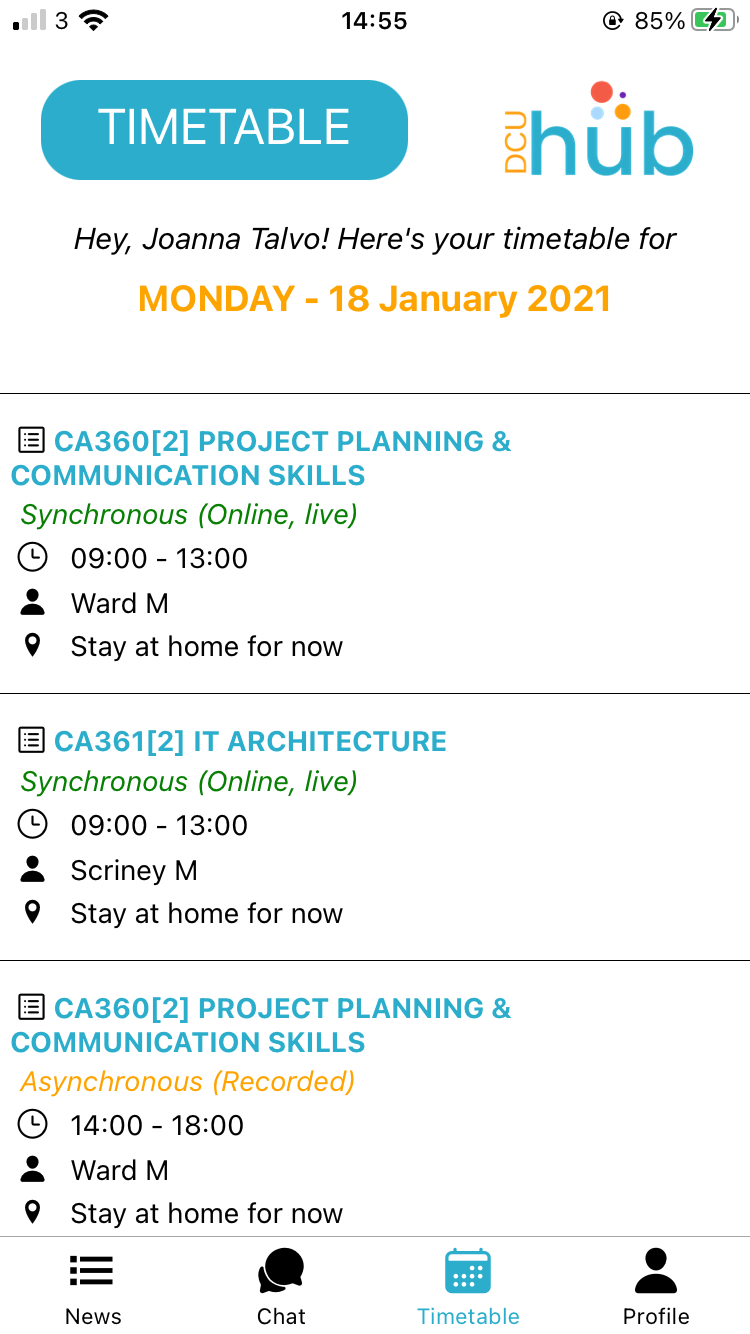 3 14:55 85%
TIMETABLE
DCU hub
Hey, Joanna Talvo! Here's your timetable for
MONDAY - 18 January 2021
CA360[2] PROJECT PLANNING &
COMMUNICATION SKILLS
Synchronous (Online, live)
09:00 - 13:00
Ward M
Stay at home for now
CA361[2] IT ARCHITECTURE
Synchronous (Online, live)
09:00 - 13:00
Scriney M
Stay at home for now
CA360[2] PROJECT PLANNING &
COMMUNICATION SKILLS
Asynchronous (Recorded)
14:00 - 18:00
Ward M
Stay at home for now
News Chat Timetable Profile